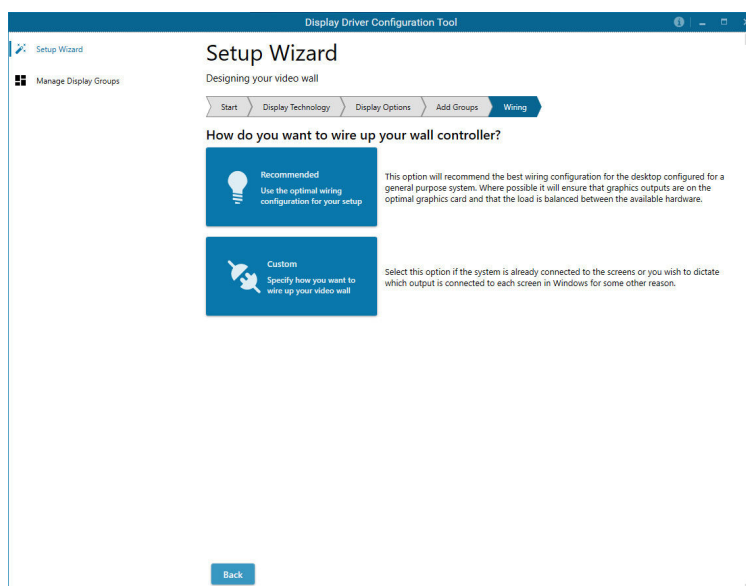 Display Driver Configuration Tool
Setup Wizard
Manage Display Groups
Setup Wizard
Designing your video wall
Start
Display Technology
Display Options
Add Groups
Wiring
How do you want to wire up your wall controller?
Recommended
Use the optimal wiring
configuration for your setup
This option will recommend the best wiring configuration for the desktop configured for a
general purpose system. Where possible it will ensure that graphics outputs are on the
optimal graphics card and that the load is balanced between the available hardware.
Custom
Specify how you want to
wire up your video wall
Select this option if the system is already connected to the screens or you wish to dictate
which output is connected to each screen in Windows for some other reason.
Back